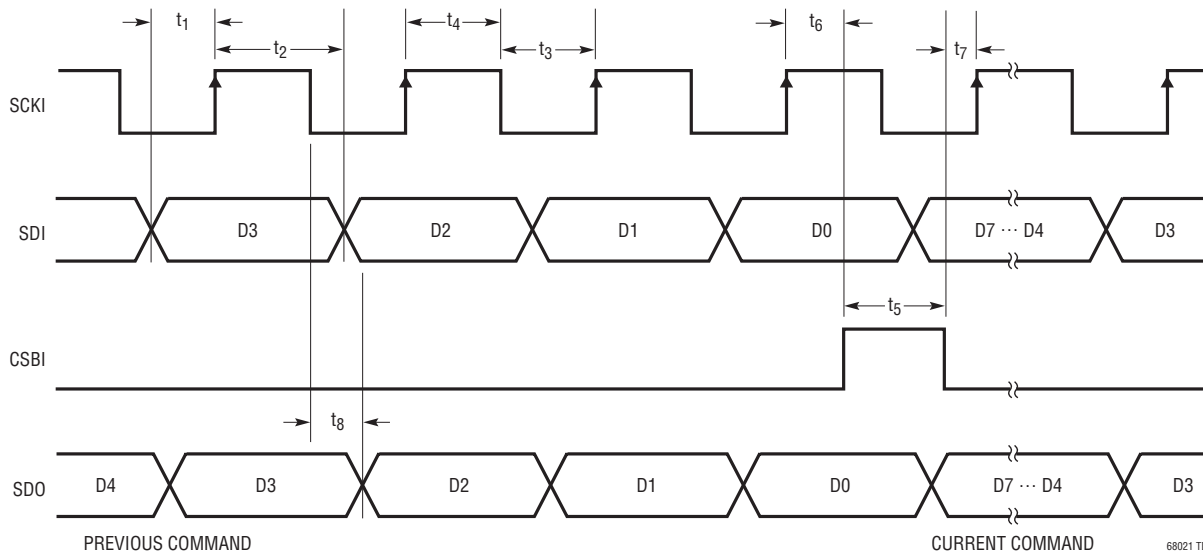 t1 t4 t6
t2 t3 t7
SCKI
SDI D3 D2 D1 D0 D7 ··· D4 D3
t5
CSBI
t8
SDO D4 D3 D2 D1 D0 D7 ··· D4 D3
PREVIOUS COMMAND CURRENT COMMAND 68021